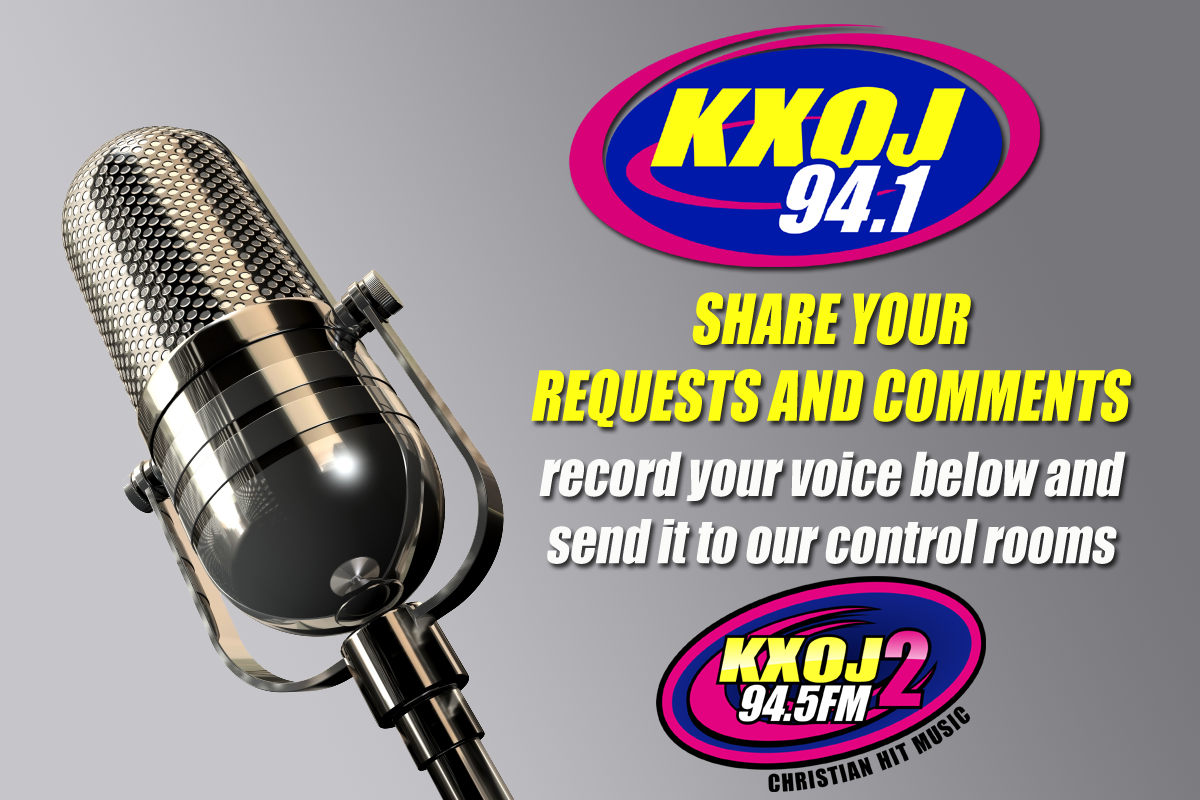 KXOJ
94.1
SHARE YOUR
REQUESTS AND COMMENTS
record your voice below and
send it to our control rooms
KXOJ2
94.5FM
CHRISTIAN HIT MUSIC